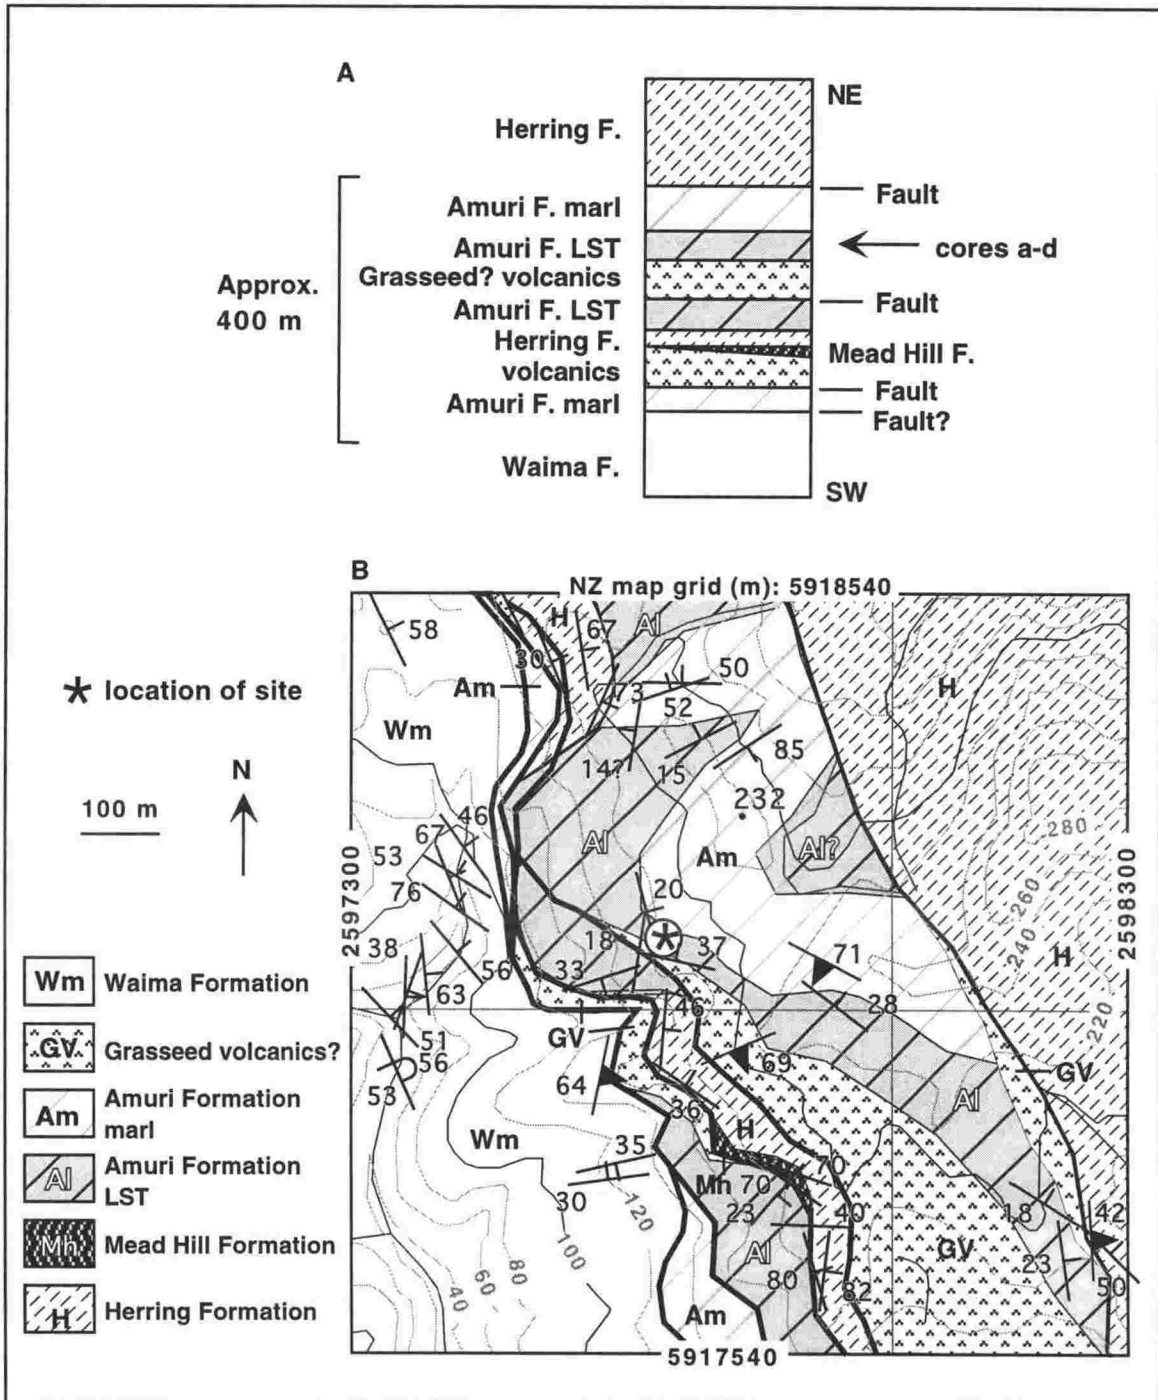 A
NE
Herring F.
Fault
Amuri F. marl
Amuri F. LST
cores a-d
Grasseed? volcanics
Approx.
400 m
Fault
Amuri F. LST
Herring F.
Mead Hill F.
volcanics
Fault
Amuri F. marl
Fault?
Waima F.
SW
B
NZ map grid (m): 5918540
H
Al
58
67
30
50
Am
73
52
H
* location of site
Wm
14?
15
85
N
232
100 m
46
67
280
53
Al
Am
Al?
76
20
260
2597300
2598300
38
18
37
71
240
H
56
33
63
28
220
46
51
GV
69
GV
56
53
64
Al
36
H
Wm
35
70
Mh
70
30
120
23
40
18
42
100
GV
Al
80
23
80
60
82
50
40
Am
5917540
Wm Waima Formation
GV Grasseed volcanics?
Am Amuri Formation
marl
Al Amuri Formation
LST
Mh Mead Hill Formation
H Herring Formation